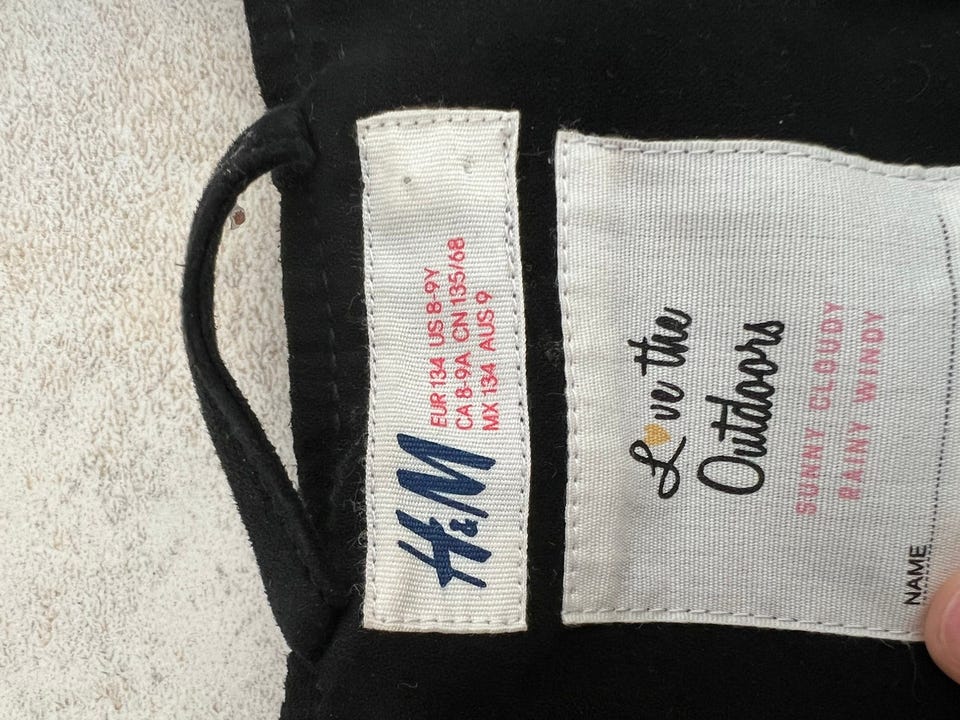 H&M
EUR 134 US 8-9Y
CA 8-9A CN 135/68
MX 134 AUS 9
Love the
Outdoors
SUNNY CLOUDY
RAINY WINDY
NAME